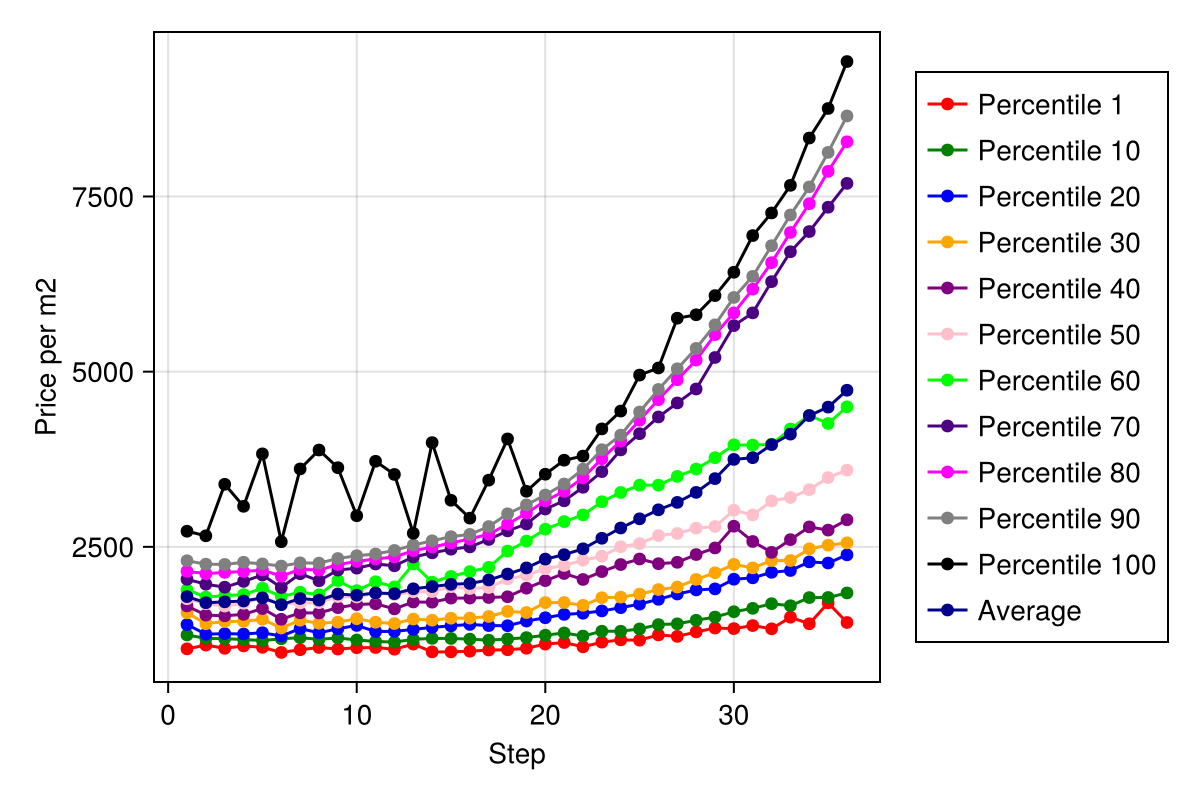 7500
5000
2500
Price per m2
0
10
20
30
Step
Percentile 1
Percentile 10
Percentile 20
Percentile 30
Percentile 40
Percentile 50
Percentile 60
Percentile 70
Percentile 80
Percentile 90
Percentile 100
Average